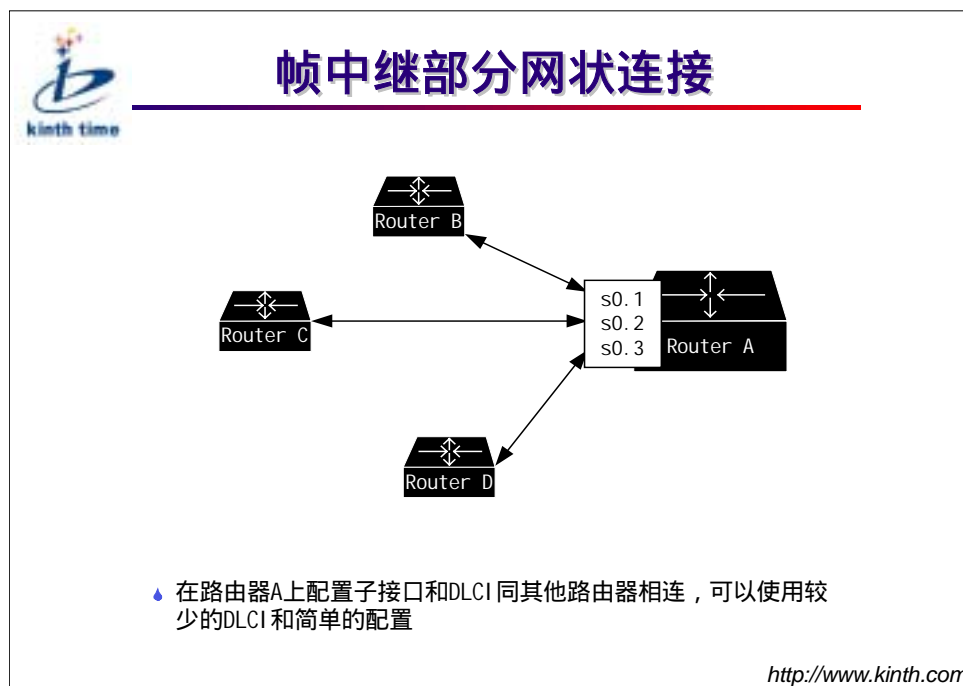 kinth time
帧中继部分网状连接
Router B
s0.1
s0.2
s0.3
Router A
Router C
Router D
在路由器A上配置子接口和DLCI同其他路由器相连，可以使用较
少的DLCI和简单的配置
http://www.kinth.com